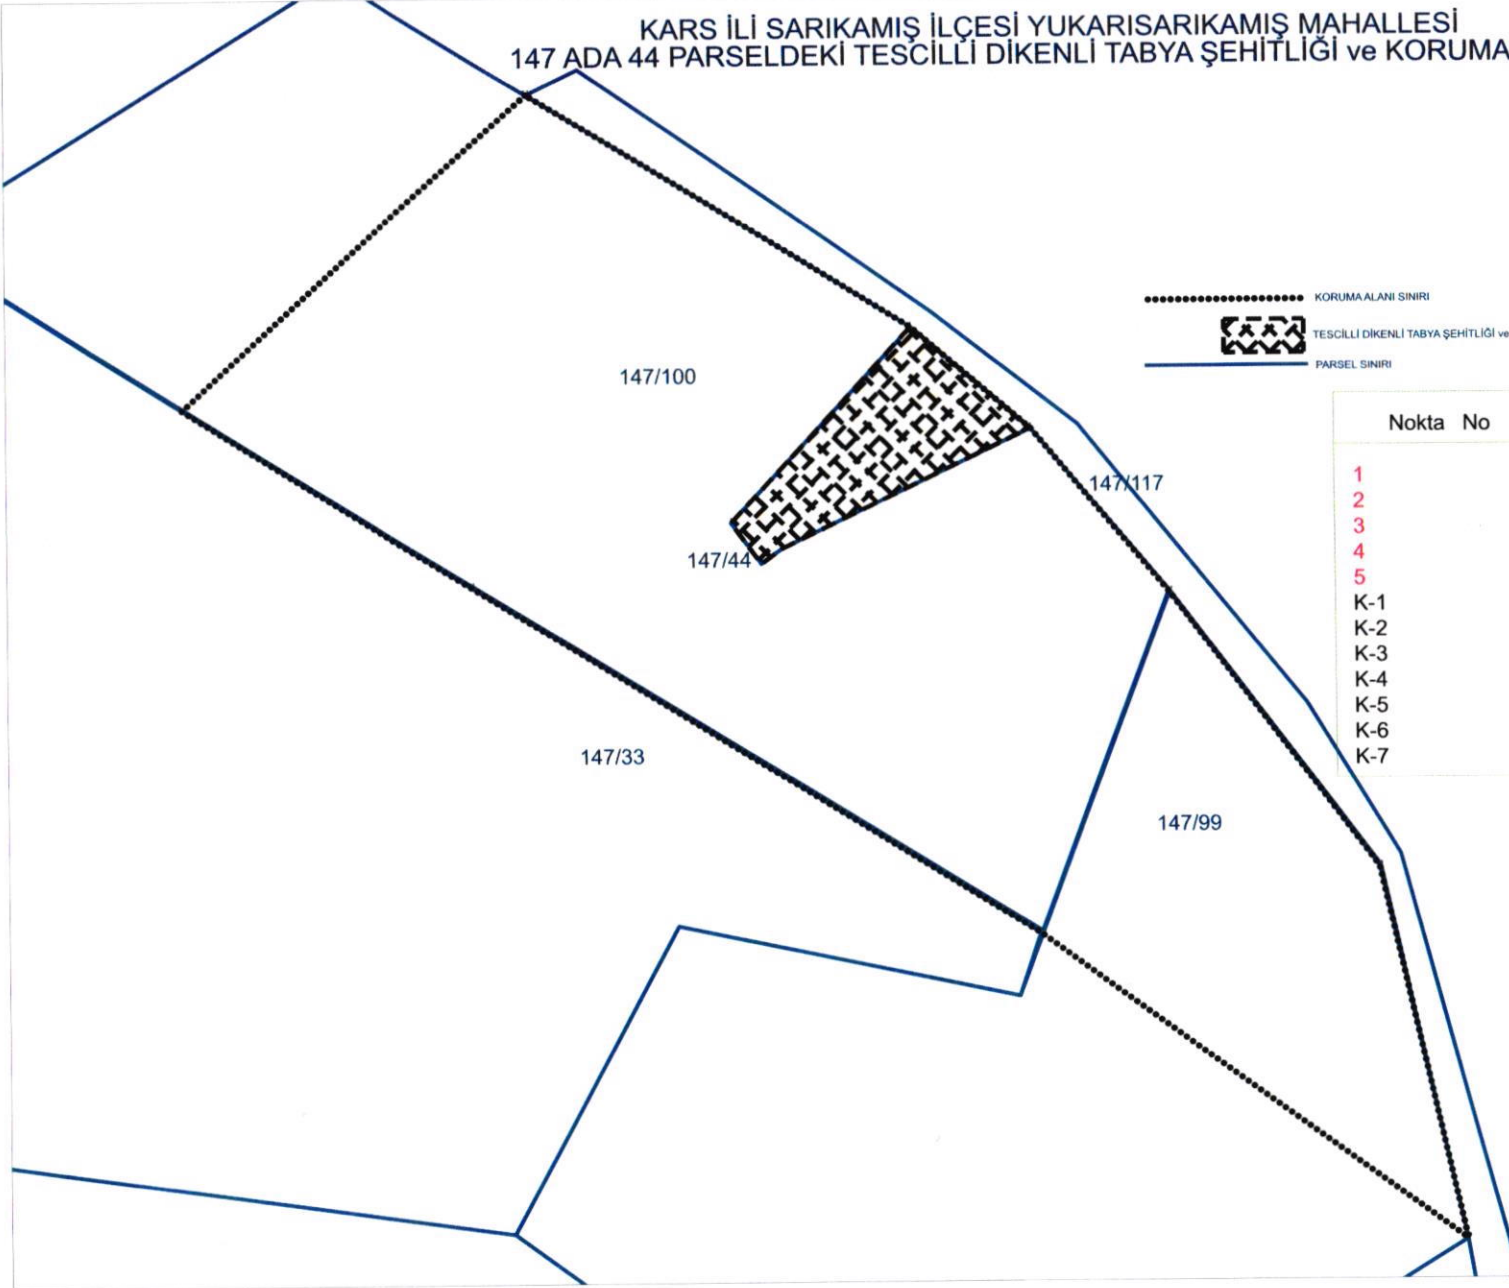 KARS İLİ SARIKAMIŞ İLÇESİ YUKARISARIKAMIŞ MAHALLESİ
147 ADA 44 PARSELDEKİ TESCİLLİ DİKENLİ TABYA ŞEHİTLİĞİ ve KORUMA
KORUMA ALANI SINIRI
TESCİLLİ DİKENLİ TABYA ŞEHİTLİĞİ ve
PARSEL SINIRI
147/100
Nokta No
1
2
3
4
5
K-1
K-2
K-3
K-4
K-5
K-6
K-7
147/117
147/44
147/33
147/99